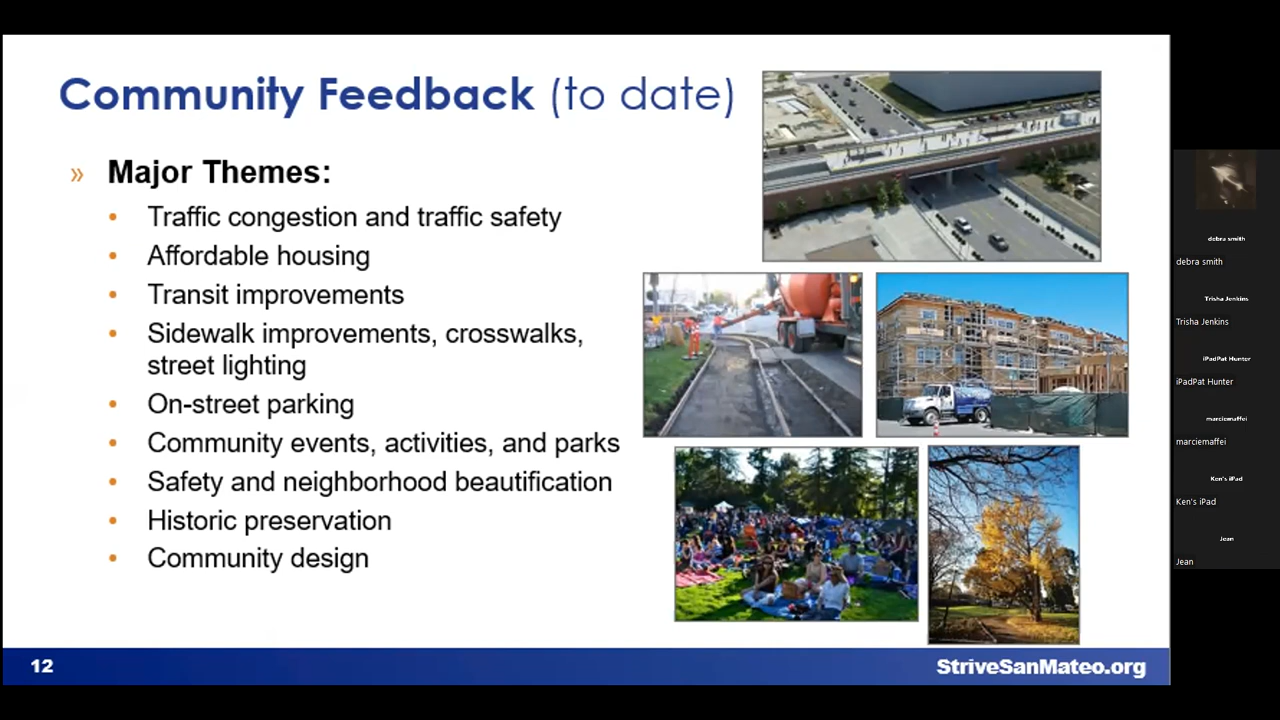 Community Feedback (to date)
» Major Themes:
• Traffic congestion and traffic safety
• Affordable housing
• Transit improvements
• Sidewalk improvements, crosswalks,
street lighting
• On-street parking
• Community events, activities, and parks
• Safety and neighborhood beautification
• Historic preservation
• Community design
12
StriveSanMateo.org
debra smith
debra smith
Trisha Jenkins
Trisha Jenkins
iPadPat Hunter
iPadPat Hunter
marciemaffei
marciemaffei
Ken's iPad
Ken's iPad
Jean
Jean